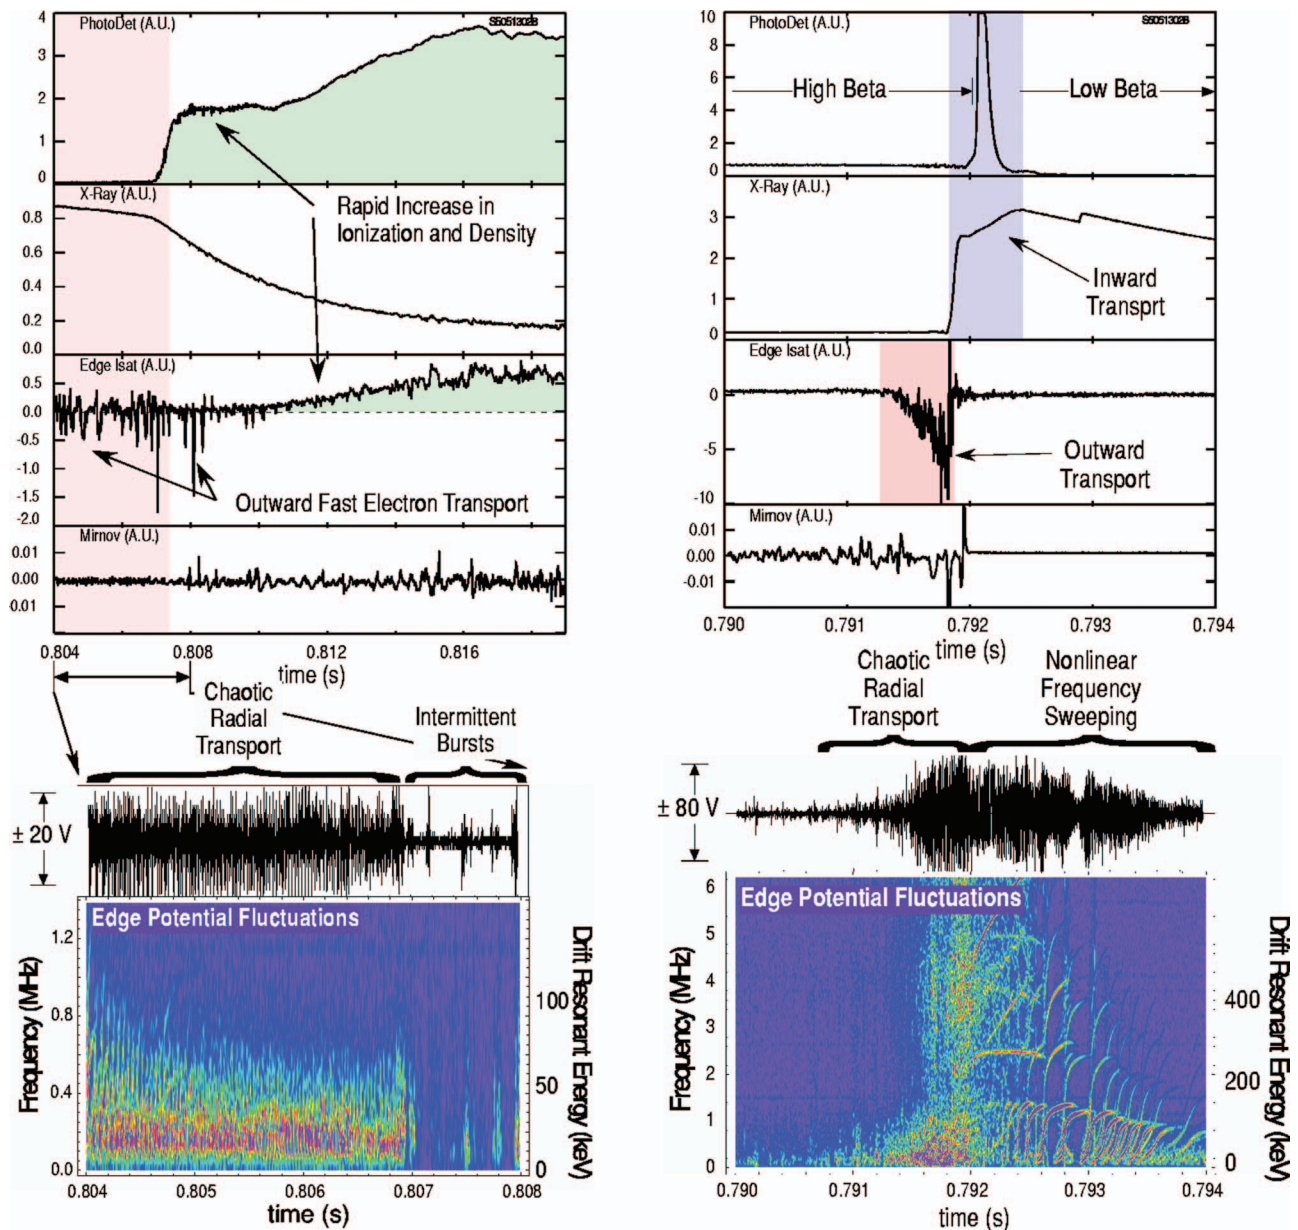 PhotoDet (A.U.)
S50513028
4
3
2
1
0
X-Ray (A.U.)
0.8
0.6
0.4
0.2
0.0
Rapid Increase in
Ionization and Density
Edge Isat (A.U.)
0.5
0.0
-0.5
-1.0
-1.5
-2.0
Outward Fast Electron Transport
Mirnov (A.U.)
0.01
0.00
0.01
0.804
0.808
0.812
0.816
time (s)
Chaotic
Radial
Transport
Intermittent
Bursts
± 20 V
Edge Potential Fluctuations
Frequency (MHz)
1.2
0.8
0.4
0.0
Drift Resonant Energy (keV)
100
50
0
0.804
0.805
0.806
0.807
0.808
time (s)
PhotoDet (A.U.)
S50513028
10
8
6
4
2
0
High Beta
Low Beta
X-Ray (A.U.)
3
2
1
0
Inward
Transprt
Edge Isat (A.U.)
0
-5
-10
Outward
Transport
Mirnov (A.U.)
0.01
0.00
-0.01
0.790
0.791
0.792
0.793
0.794
time (s)
Chaotic
Radial
Transport
Nonlinear
Frequency
Sweeping
± 80 V
Edge Potential Fluctuations
Frequency (MHz)
6
5
4
3
2
1
0
Drift Resonant Energy (keV)
400
200
0
0.790
0.791
0.792
0.793
0.794
time (s)